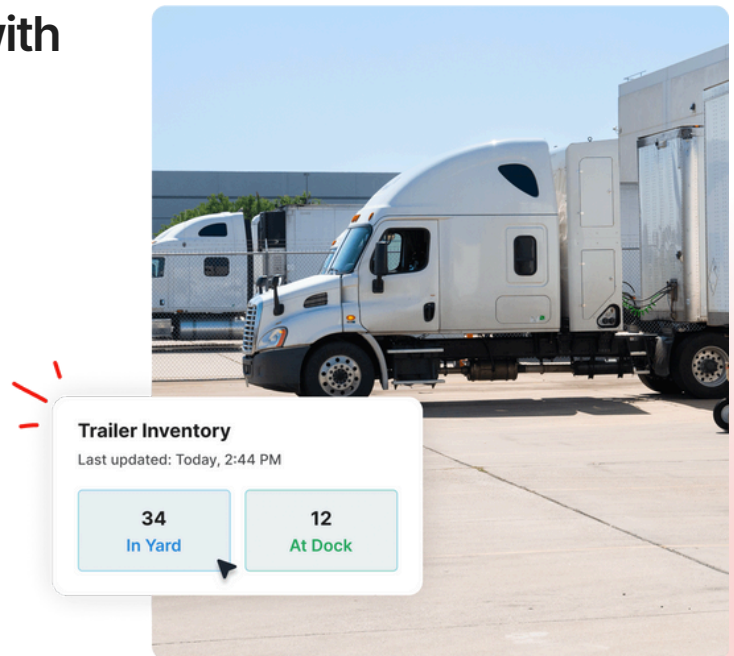 with
Trailer Inventory
Last updated: Today, 2:44 PM
34
In Yard
12
At Dock